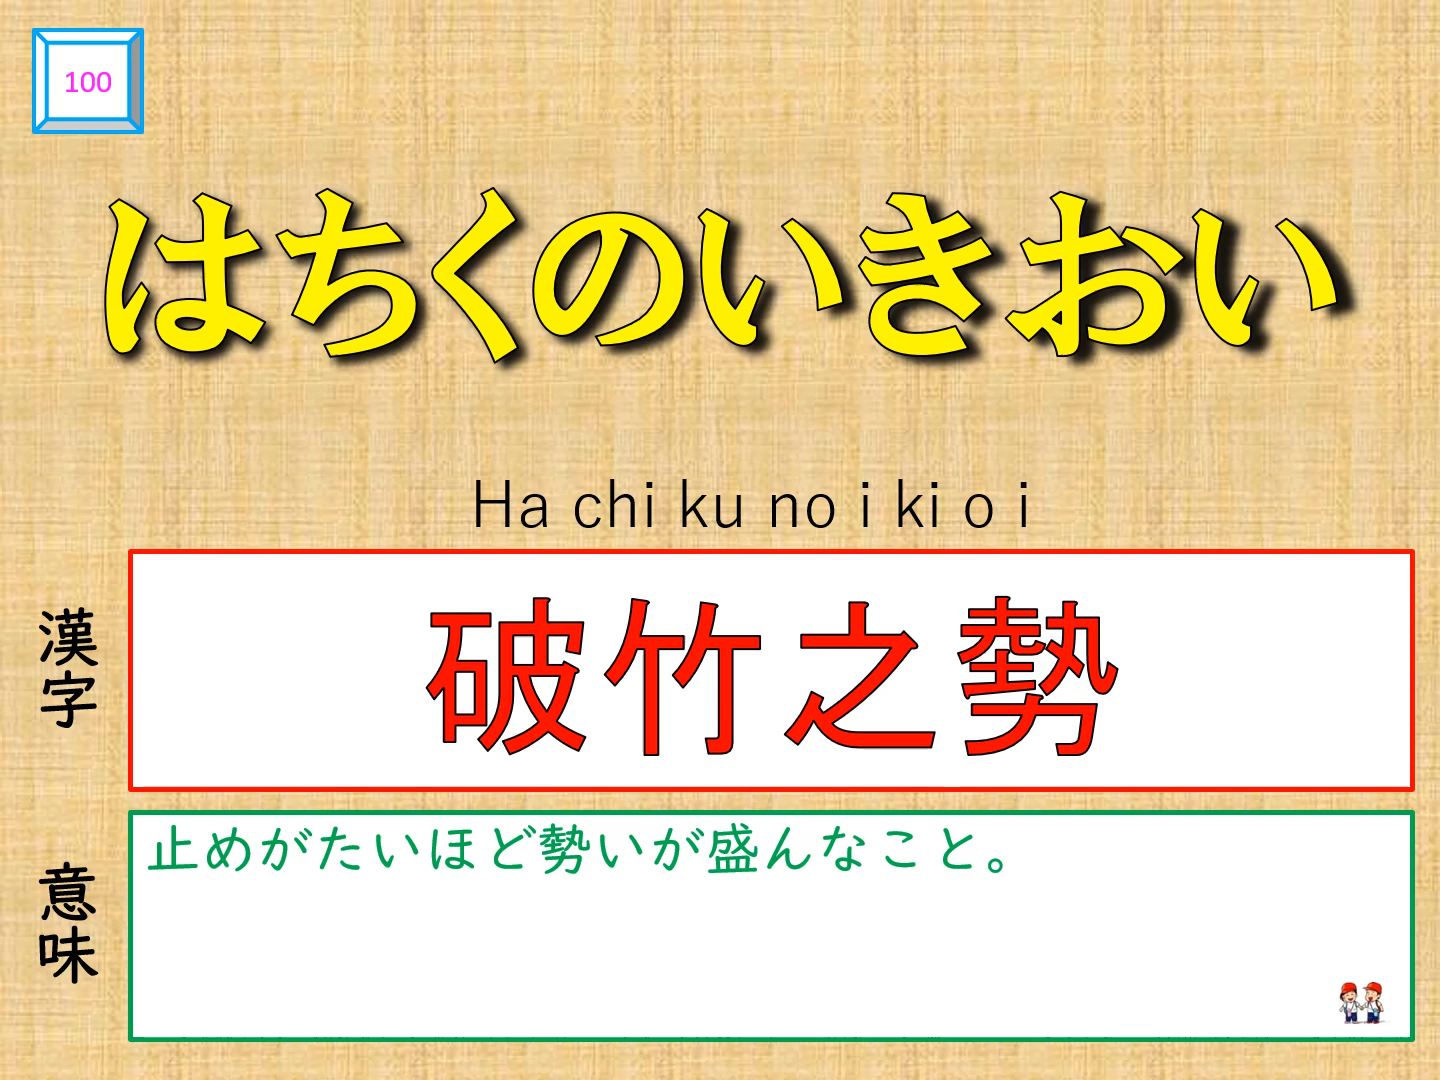 100
はちくのいきおい
Ha chi ku no i ki o i
漢字
破竹之勢
意味
止めがたいほど勢いが盛んなこと。